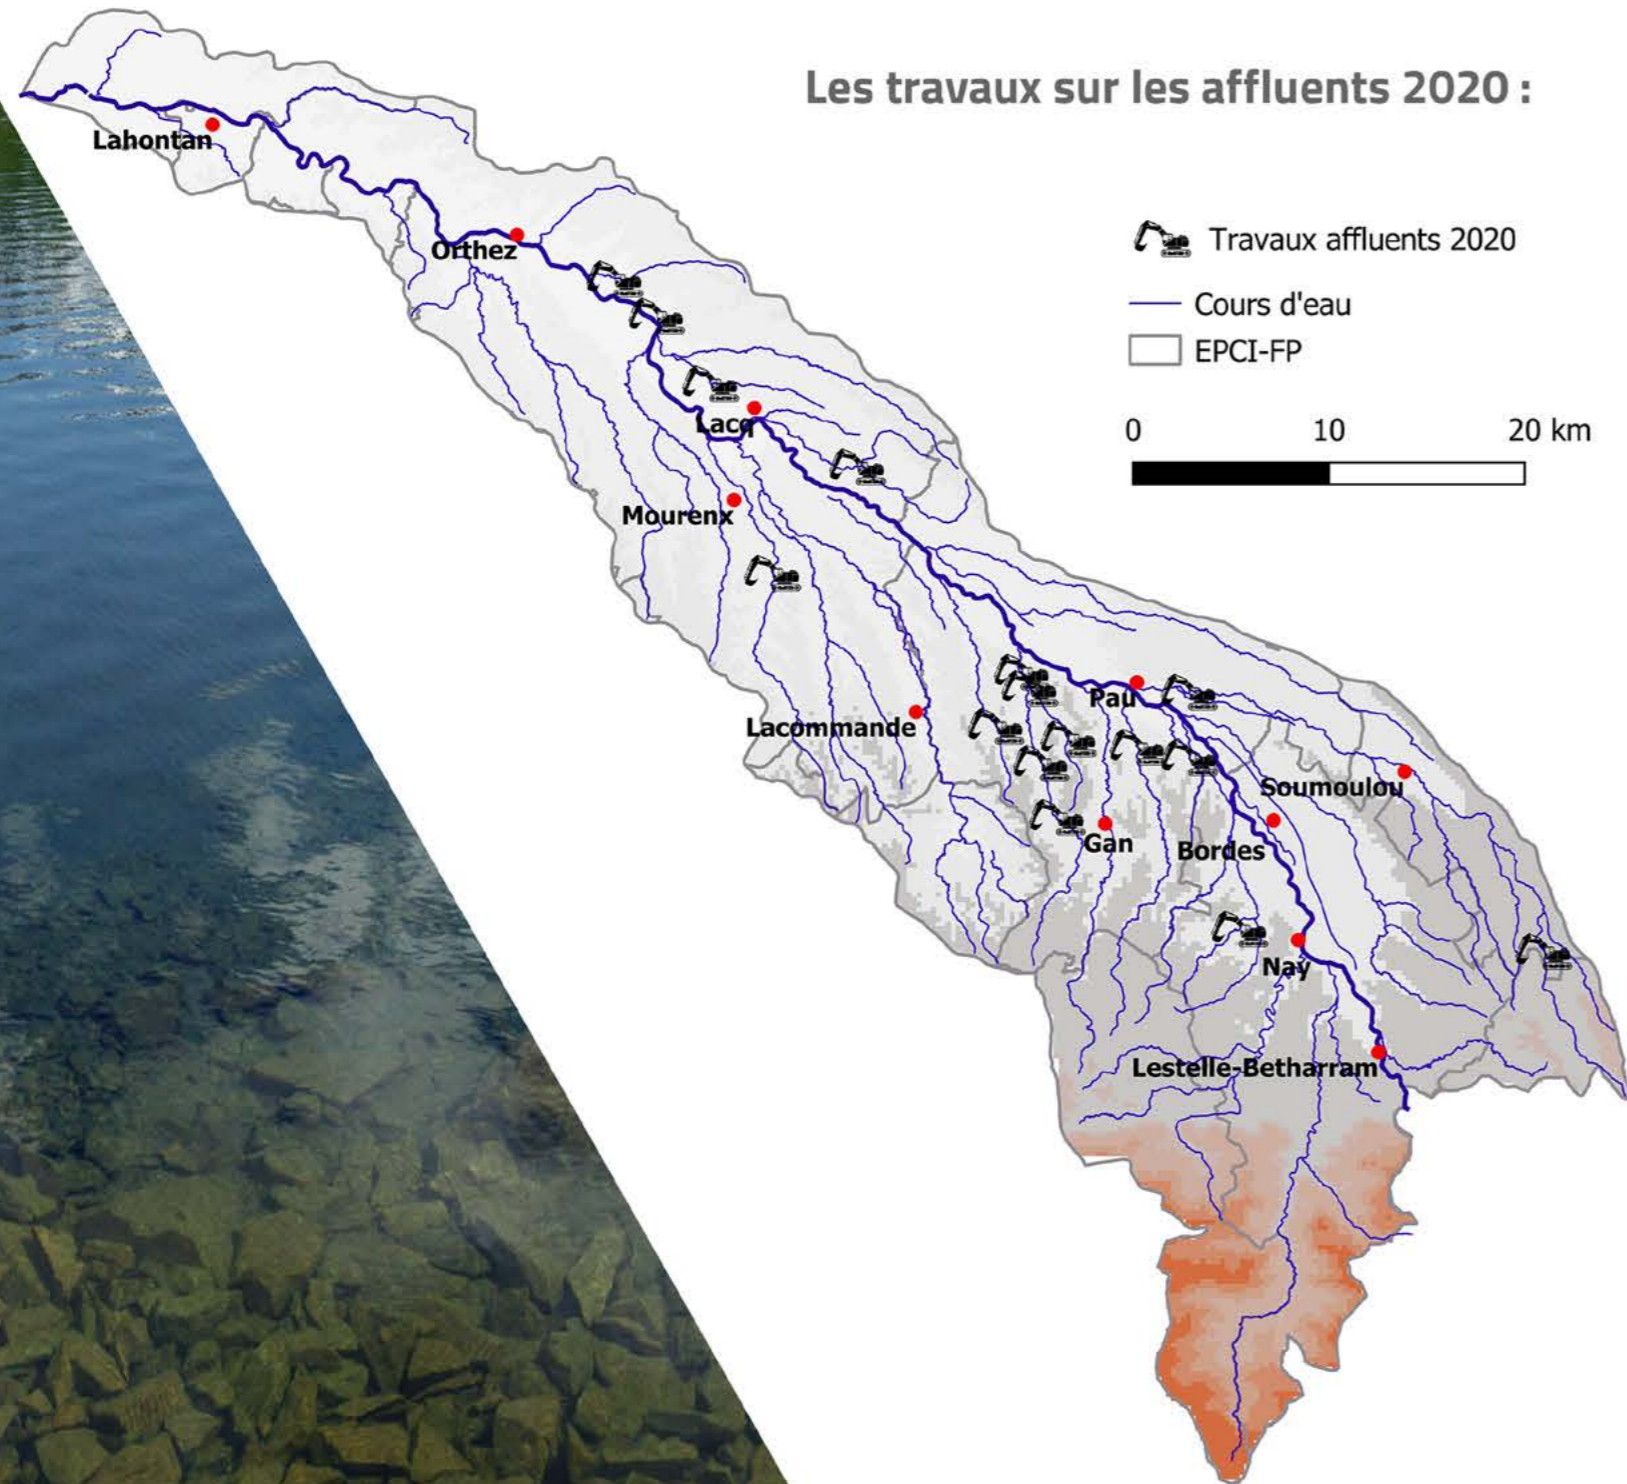 Les travaux sur les affluents 2020 :
Travaux affluents 2020
Cours d'eau
EPCI-FP
0 10 20 km
Lahontan
Orthez
Lacq
Mourenx
Lacommande
Pau
Soumoulou
Gan
Bordes
Nay
Lestelle-Betharram